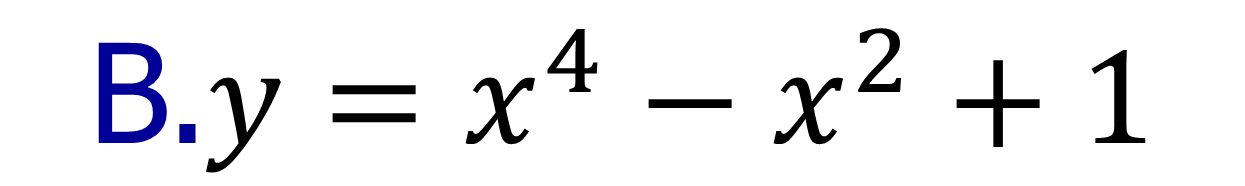 B. y = x⁴ − x² + 1